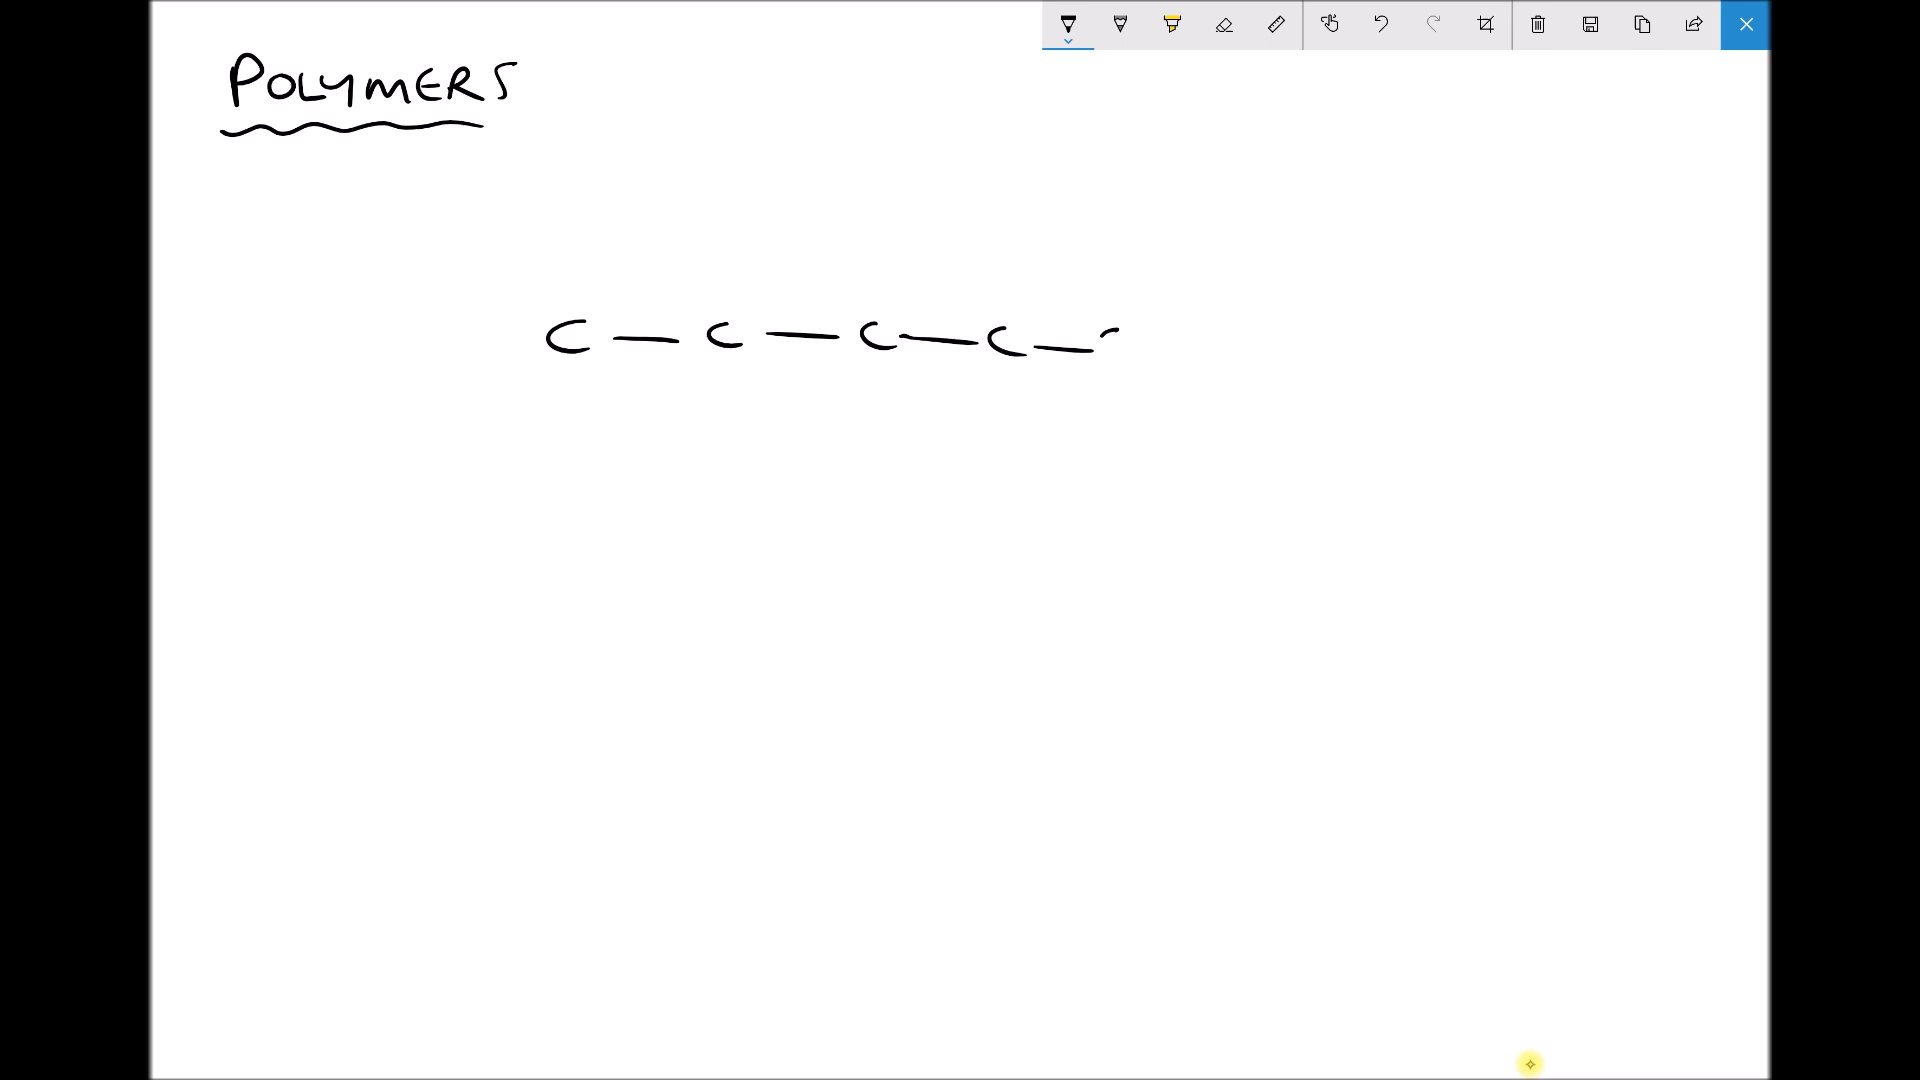 POLYMERS
C — C — C — C —